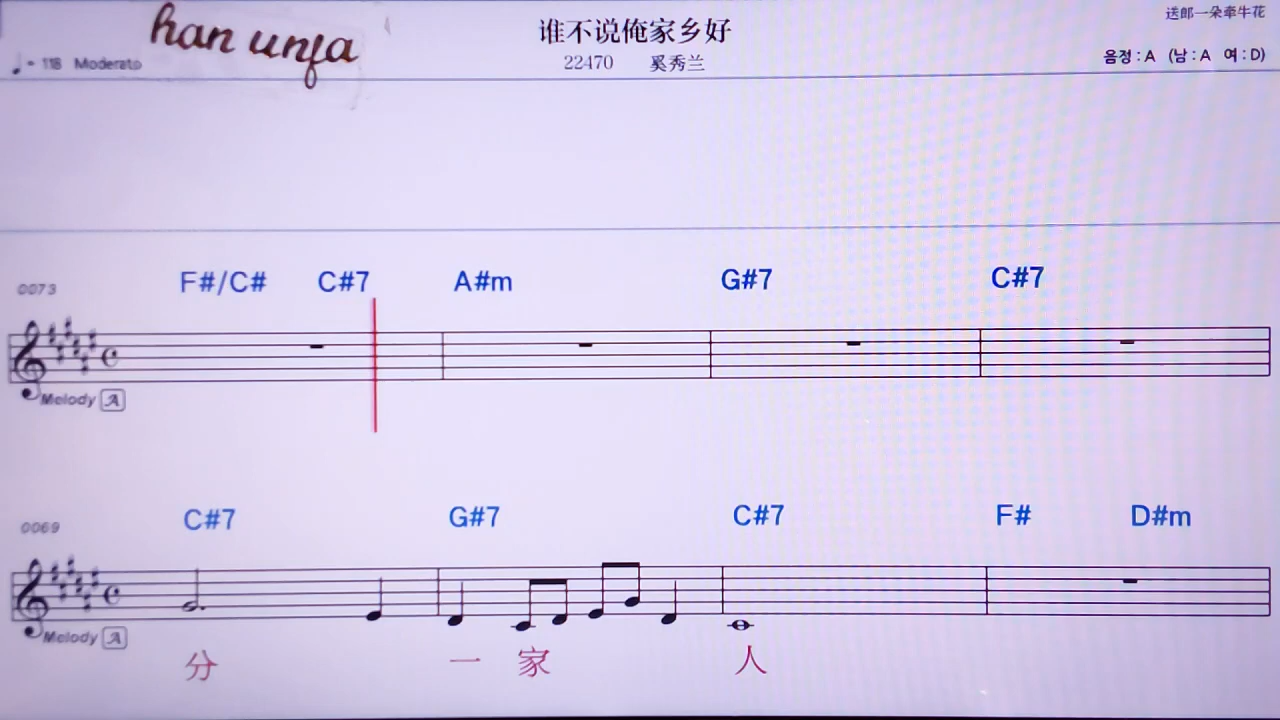 han unfa
谁不说俺家乡好
送郎一朵牵牛花
♩= 118 Moderato
22470 奚秀兰
음정 : A (남 : A 여 : D)
0073
F#/C# C#7 A#m G#7 C#7
Melody A
0069
C#7 G#7 C#7 F# D#m
Melody A
分 一 家 人